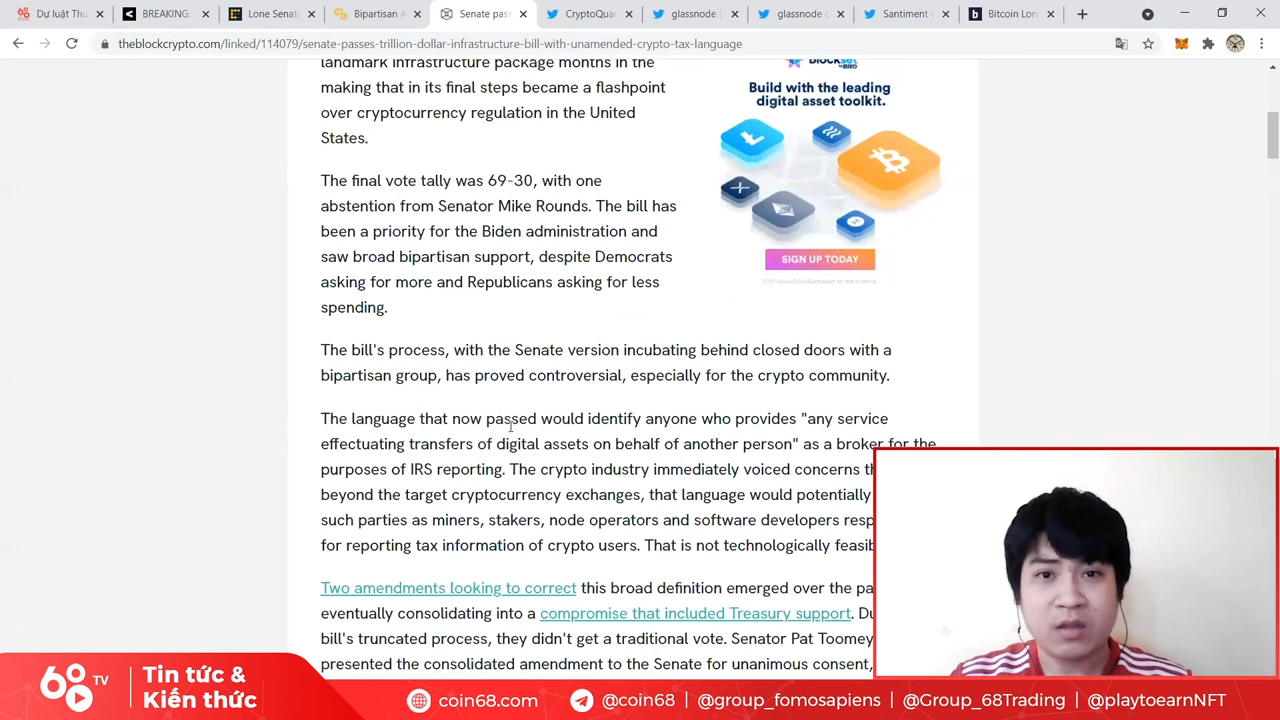 Dự luật Thu
BREAKING:
Lone Senat
Bipartisan A
Senate pass
CryptoQuan
glassnode (
glassnode o
Santiment (
Bitcoin Lon
theblockcrypto.com/linked/114079/senate-passes-trillion-dollar-infrastructure-bill-with-unamended-crypto-tax-language
landmark infrastructure package months in the
making that in its final steps became a flashpoint
over cryptocurrency regulation in the United
States.
blockset
by BRD
Build with the leading
digital asset toolkit.
SIGN UP TODAY
The final vote tally was 69-30, with one
abstention from Senator Mike Rounds. The bill has
been a priority for the Biden administration and
saw broad bipartisan support, despite Democrats
asking for more and Republicans asking for less
spending.
The bill's process, with the Senate version incubating behind closed doors with a
bipartisan group, has proved controversial, especially for the crypto community.
The language that now passed would identify anyone who provides "any service
effectuating transfers of digital assets on behalf of another person" as a broker for the
purposes of IRS reporting. The crypto industry immediately voiced concerns th
beyond the target cryptocurrency exchanges, that language would potentially
such parties as miners, stakers, node operators and software developers resp
for reporting tax information of crypto users. That is not technologically feasib
Two amendments looking to correct this broad definition emerged over the pa
eventually consolidating into a compromise that included Treasury support. Du
bill's truncated process, they didn't get a traditional vote. Senator Pat Toomey
presented the consolidated amendment to the Senate for unanimous consent,
68 TV
Tin tức &
Kiến thức
coin68.com
@coin68 | @group_fomosapiens | @Group_68Trading | @playtoearnNFT